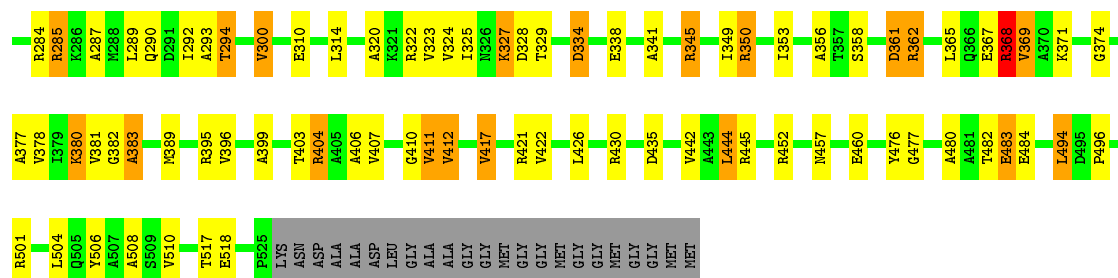 R284 R285 K286 A287 M288 L289 Q290 D291 I292 A293 T294 V300 E310 L314 A320 K321 R322 V323 V324 I325 N326 K327 D328 T329 D334 E338 A341 R345 I349 R350 I353 A356 T357 S358 D361 R362 L365 Q366 E367 R368 V369 A370 K371 G374
A377 V378 I379 K380 V381 G382 A383 M389 R395 V396 A399 T403 R404 A405 A406 V407 G410 V411 V412 V417 R421 V422 L426 R430 D435 V442 A443 L444 R445 R452 N457 E460 Y476 G477 A480 A481 T482 E483 E484 L494 D495 P496
R501 L504 Q505 Y506 A507 A508 S509 V510 T517 E518 P525 LYS ASN ASP ALA ALA ASP LEU GLY ALA ALA GLY GLY MET GLY GLY MET GLY GLY MET GLY GLY MET MET